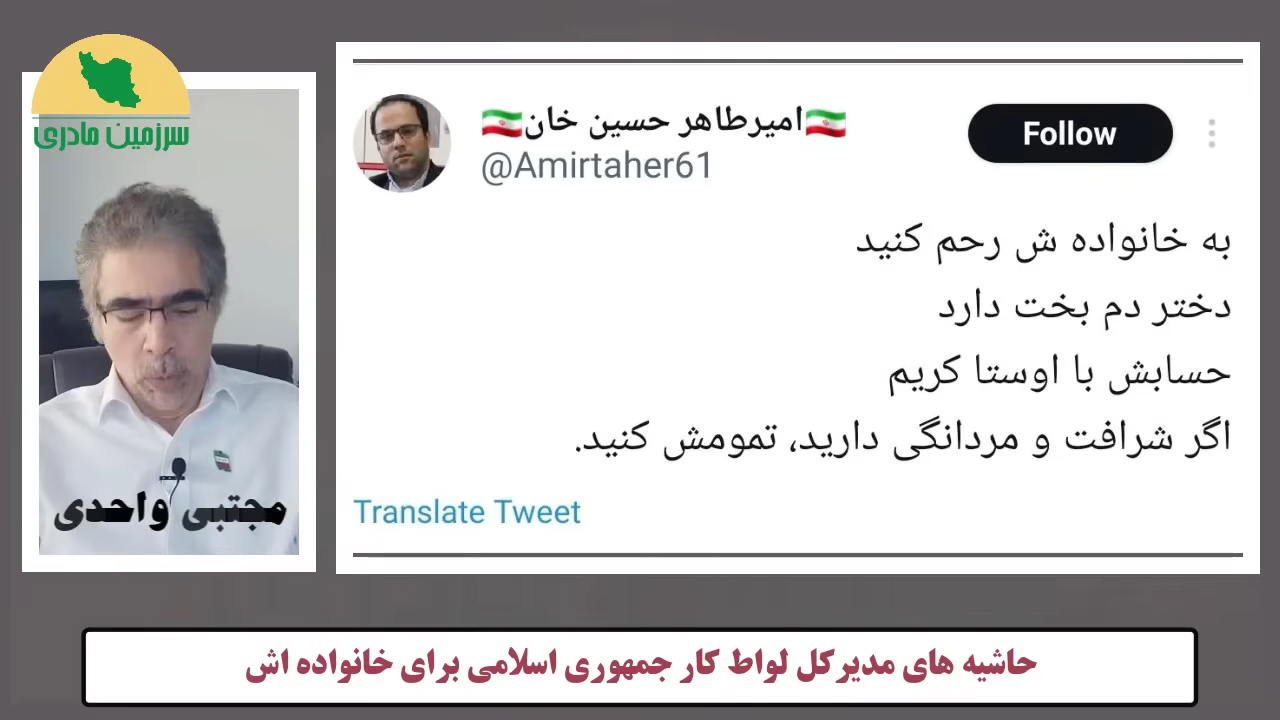 سرزمین مادری
مجتبی واحدی
🇮🇷امیرطاهر حسین خان🇮🇷
@Amirtaher61
Follow
به خانواده ش رحم کنید
دختر دم بخت دارد
حسابش با اوستا کریم
اگر شرافت و مردانگی دارید، تمومش کنید.
Translate Tweet
حاشیه های مدیرکل لواط کار جمهوری اسلامی برای خانواده اش